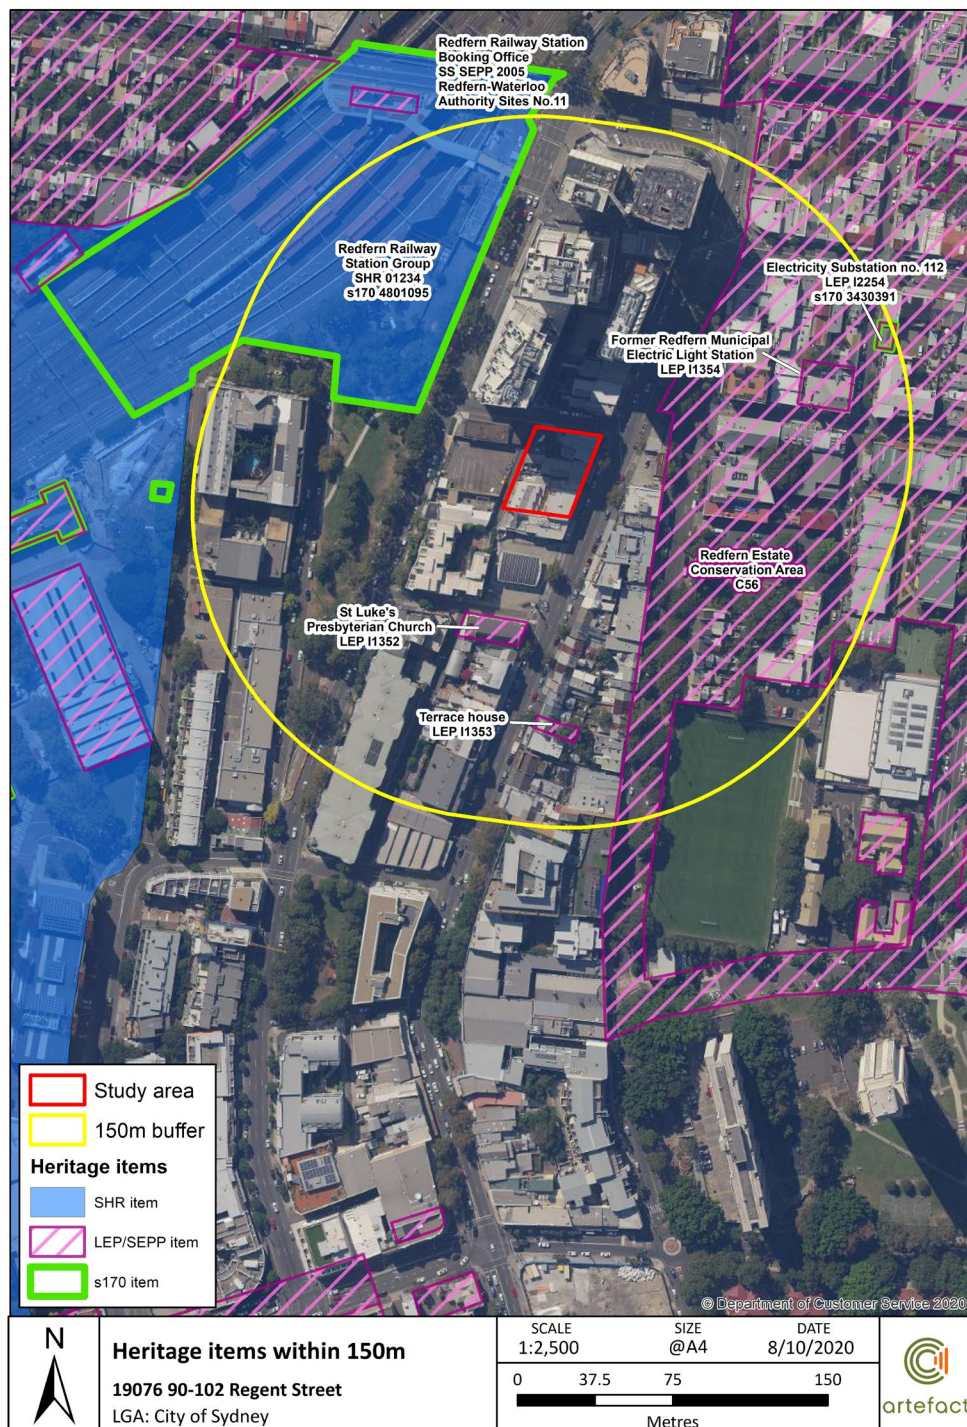 Redfern Railway Station
Booking Office
SS SEPP 2005
Redfern-Waterloo
Authority Sites No.11
Redfern Railway
Station Group
SHR 01234
s170 4801095
Electricity Substation no. 112
LEP I2254
s170 3430391
Former Redfern Municipal
Electric Light Station
LEP I1354
Redfern Estate
Conservation Area
C56
St Luke's
Presbyterian Church
LEP I1352
Terrace house
LEP I1353
Study area
150m buffer
Heritage items
SHR item
LEP/SEPP item
s170 item
© Department of Customer Service 2020
N
Heritage items within 150m
19076 90-102 Regent Street
LGA: City of Sydney
SCALE
1:2,500
SIZE
@A4
DATE
8/10/2020
0 37.5 75 150
Metres
artefact